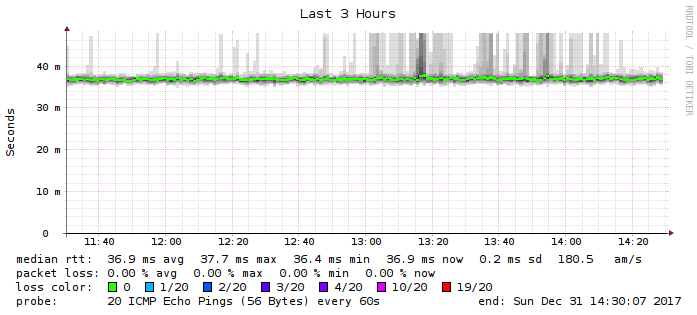 Last 3 Hours
RRDTOOL / TOBI OETIKER
Seconds
40 m
30 m
20 m
10 m
0
11:40 12:00 12:20 12:40 13:00 13:20 13:40 14:00 14:20
median rtt: 36.9 ms avg 37.7 ms max 36.4 ms min 36.9 ms now 0.2 ms sd 180.5 am/s
packet loss: 0.00 % avg 0.00 % max 0.00 % min 0.00 % now
loss color: 0 1/20 2/20 3/20 4/20 10/20 19/20
probe: 20 ICMP Echo Pings (56 Bytes) every 60s end: Sun Dec 31 14:30:07 2017